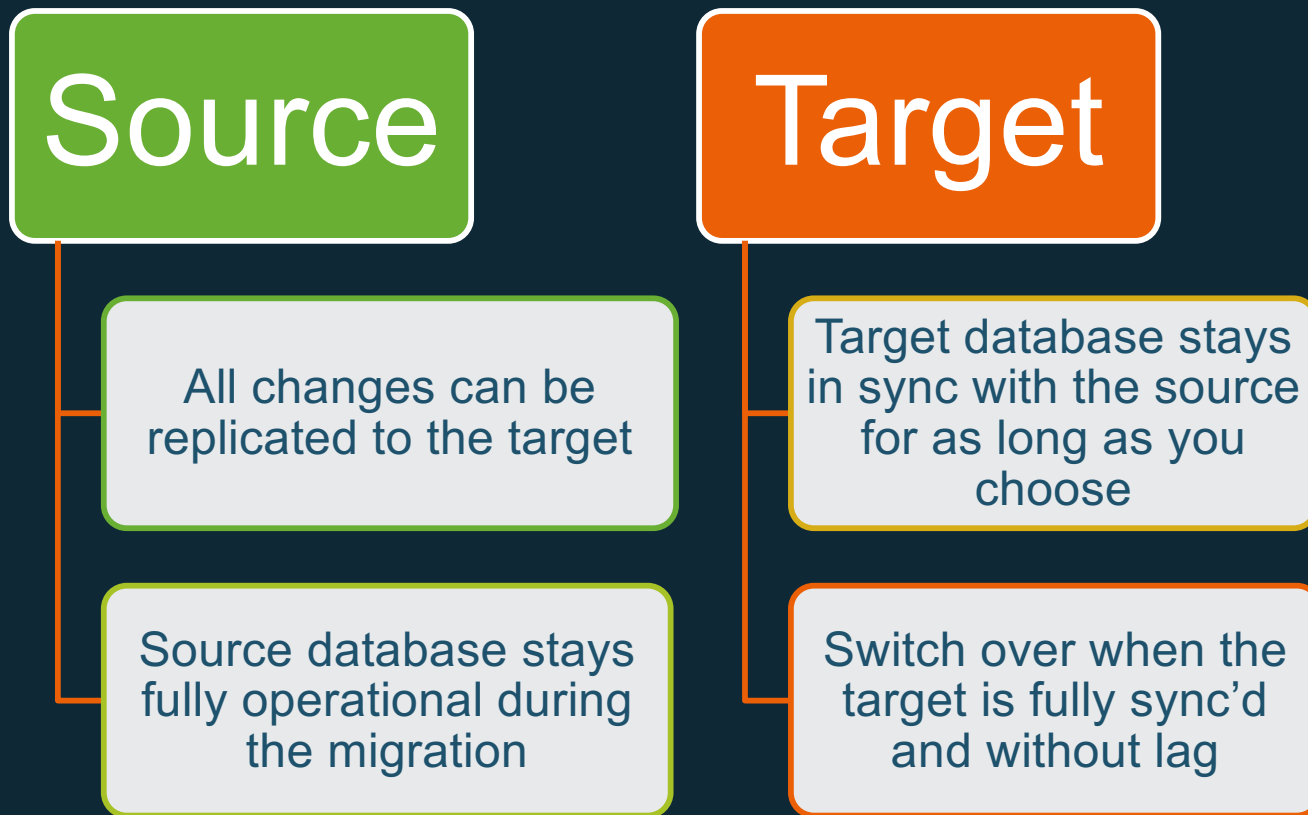 Source
All changes can be
replicated to the target
Source database stays
fully operational during
the migration
Target
Target database stays
in sync with the source
for as long as you
choose
Switch over when the
target is fully sync’d
and without lag